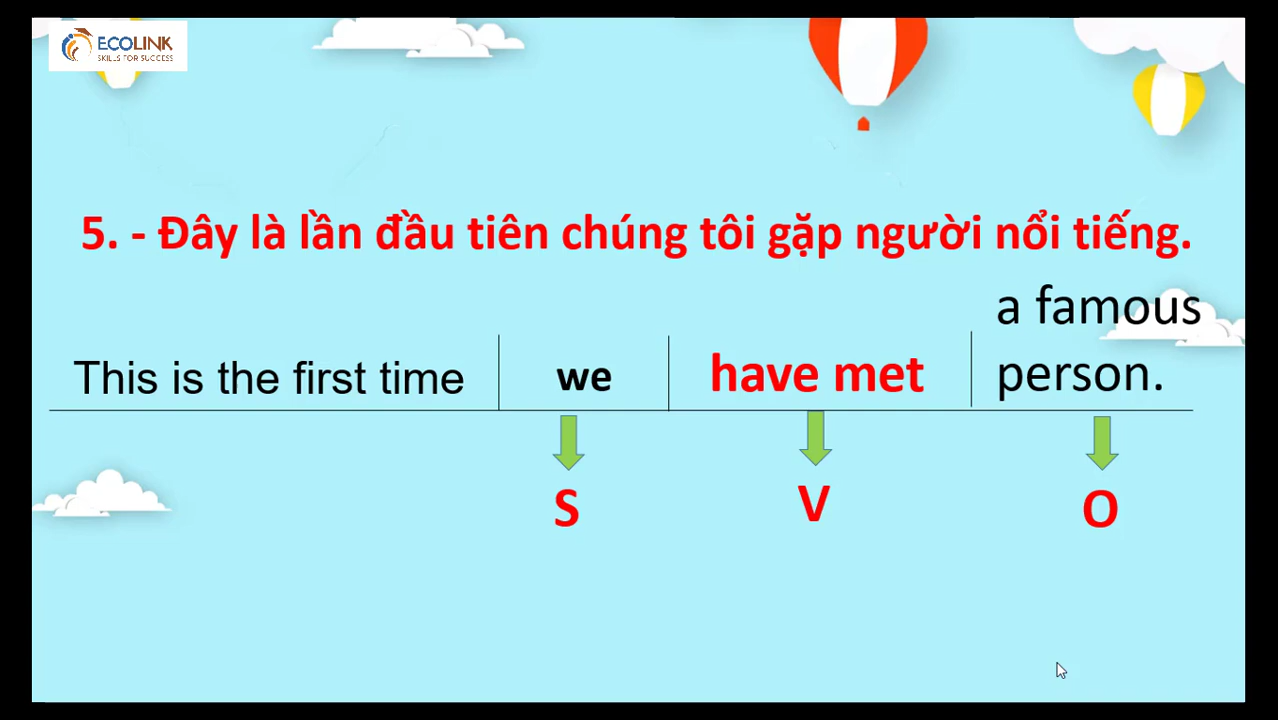 ECOLINK
SKILLS FOR SUCCESS
5. - Đây là lần đầu tiên chúng tôi gặp người nổi tiếng.
a famous
This is the first time we have met person.
S V O